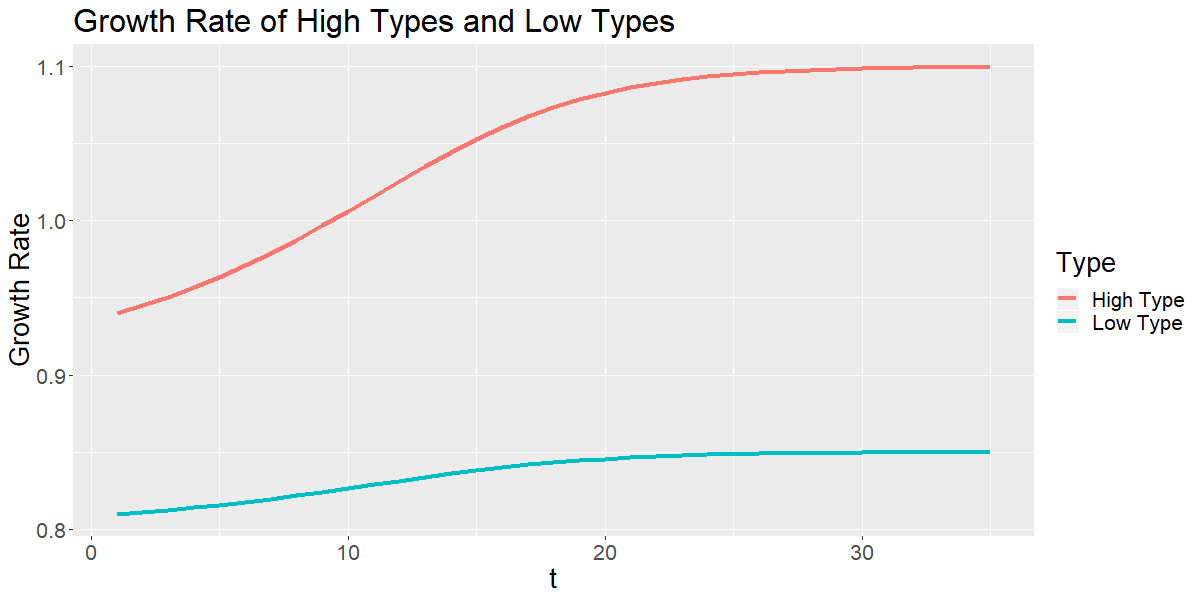 Growth Rate of High Types and Low Types
1.1
1.0
0.9
0.8
Growth Rate
0
10
20
30
t
Type
High Type
Low Type